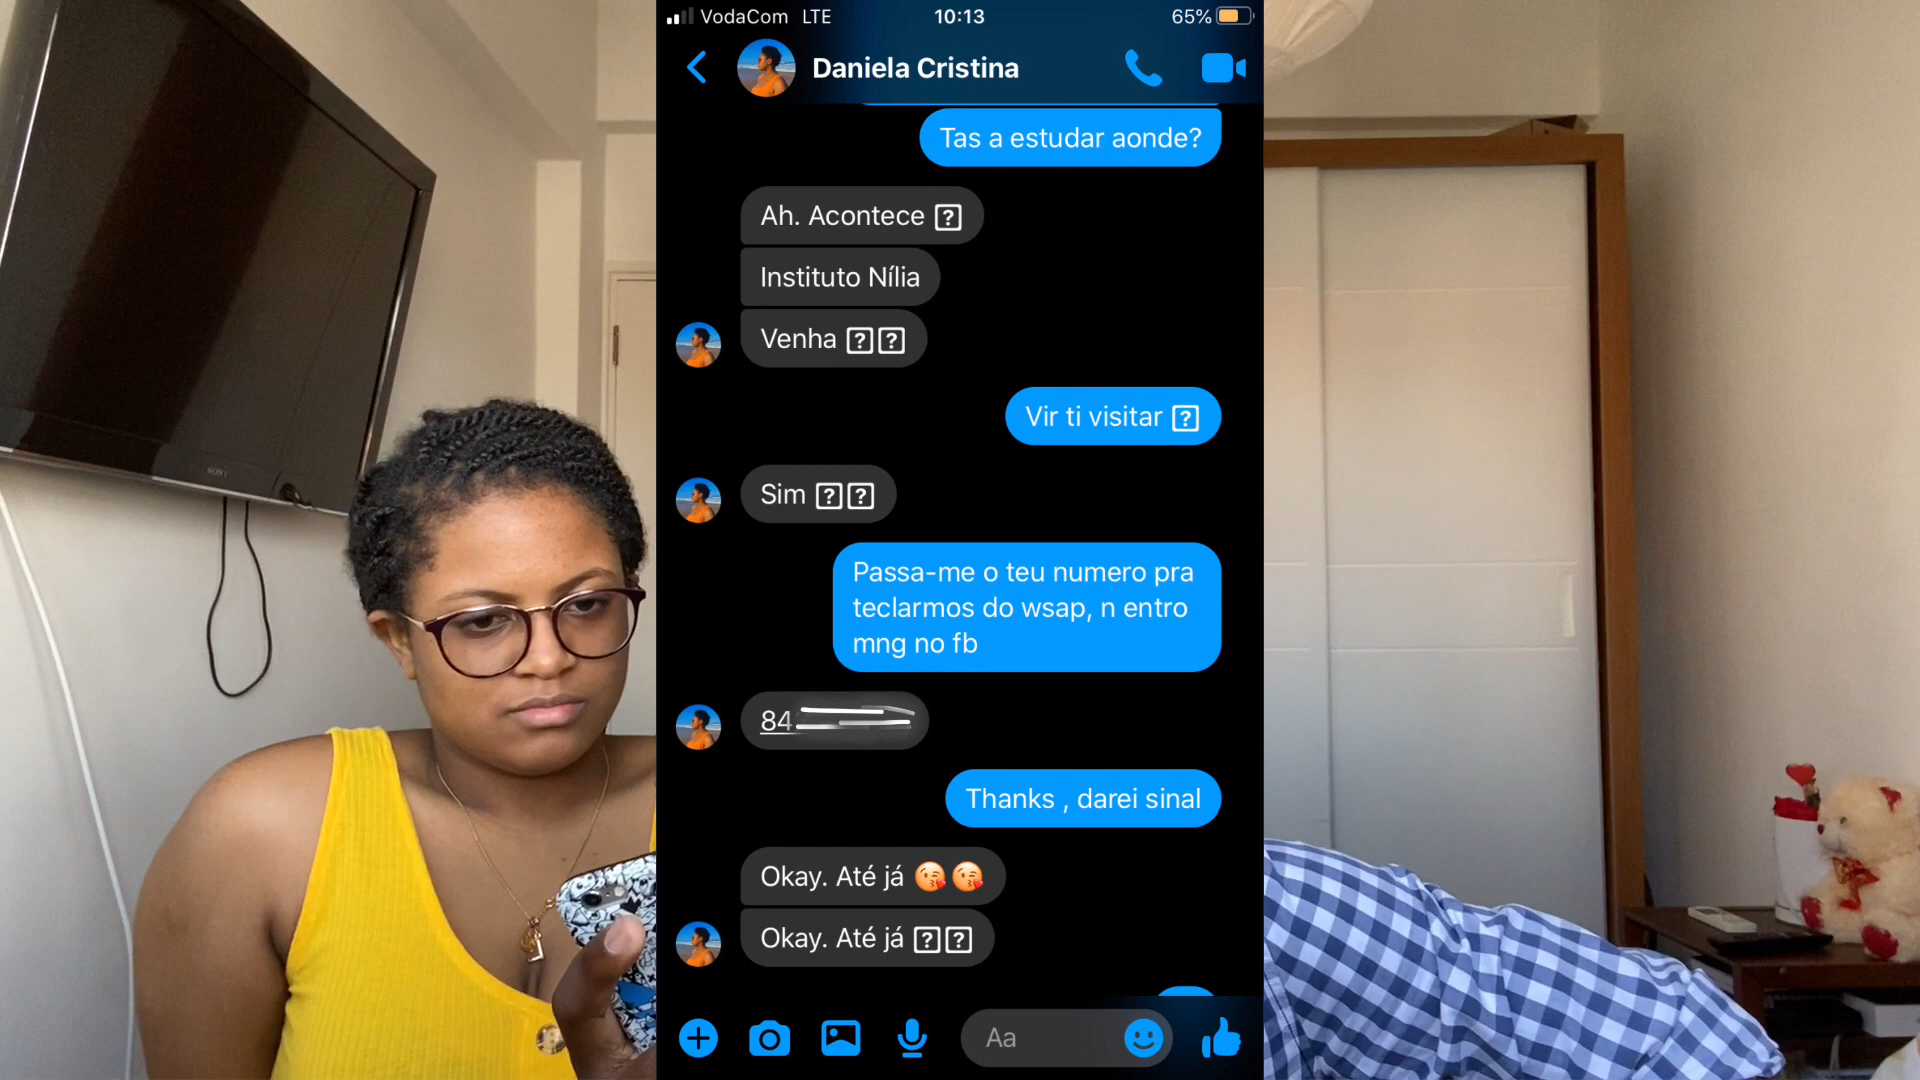 VodaCom LTE 10:13 65%
Daniela Cristina
Tas a estudar aonde?
Ah. Acontece
Instituto Nília
Venha
Vir ti visitar
Sim
Passa-me o teu numero pra
teclarmos do wsap, n entro
mng no fb
84
Thanks , darei sinal
Okay. Até já 😘😘
Okay. Até já
Aa